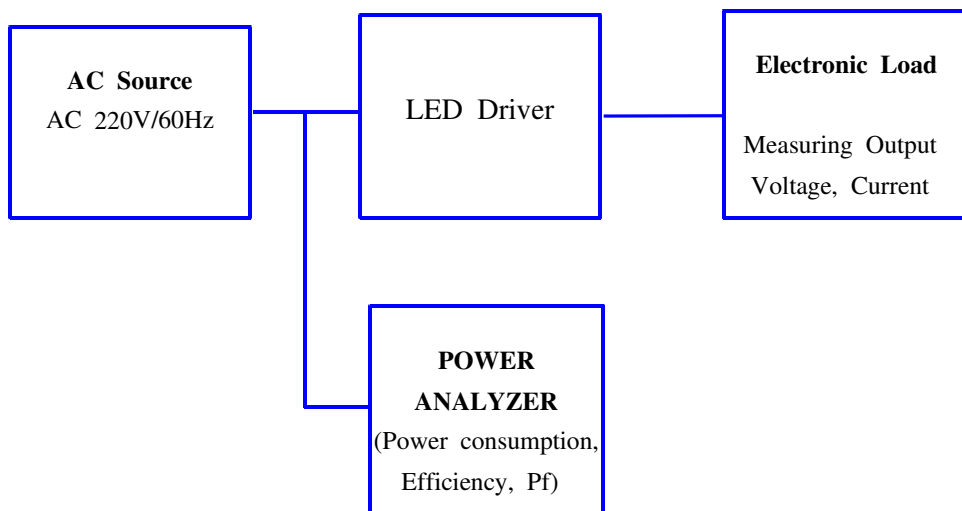 AC Source
AC 220V/60Hz
LED Driver
Electronic Load
Measuring Output
Voltage, Current
POWER
ANALYZER
(Power consumption,
Efficiency, Pf)